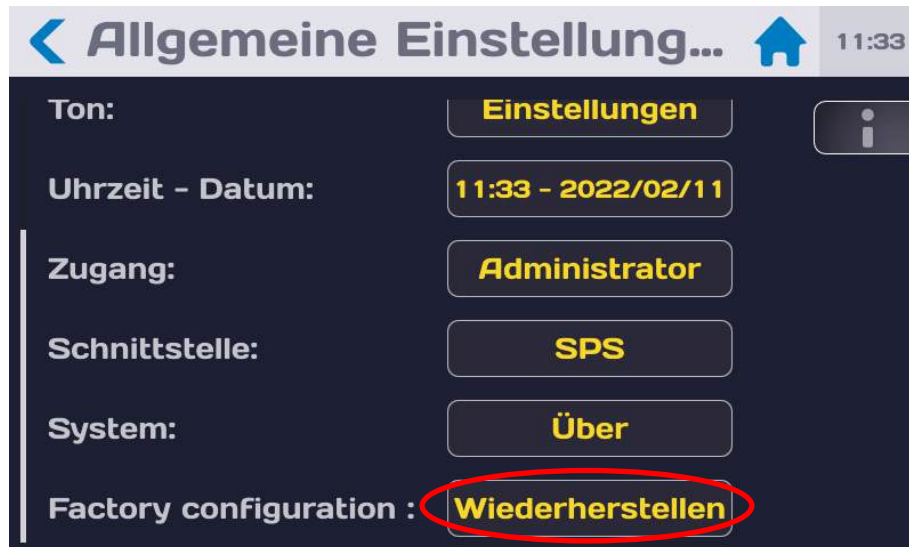 Allgemeine Einstellung... 11:33
Ton: Einstellungen
Uhrzeit - Datum: 11:33 - 2022/02/11
Zugang: Administrator
Schnittstelle: SPS
System: Über
Factory configuration : Wiederherstellen